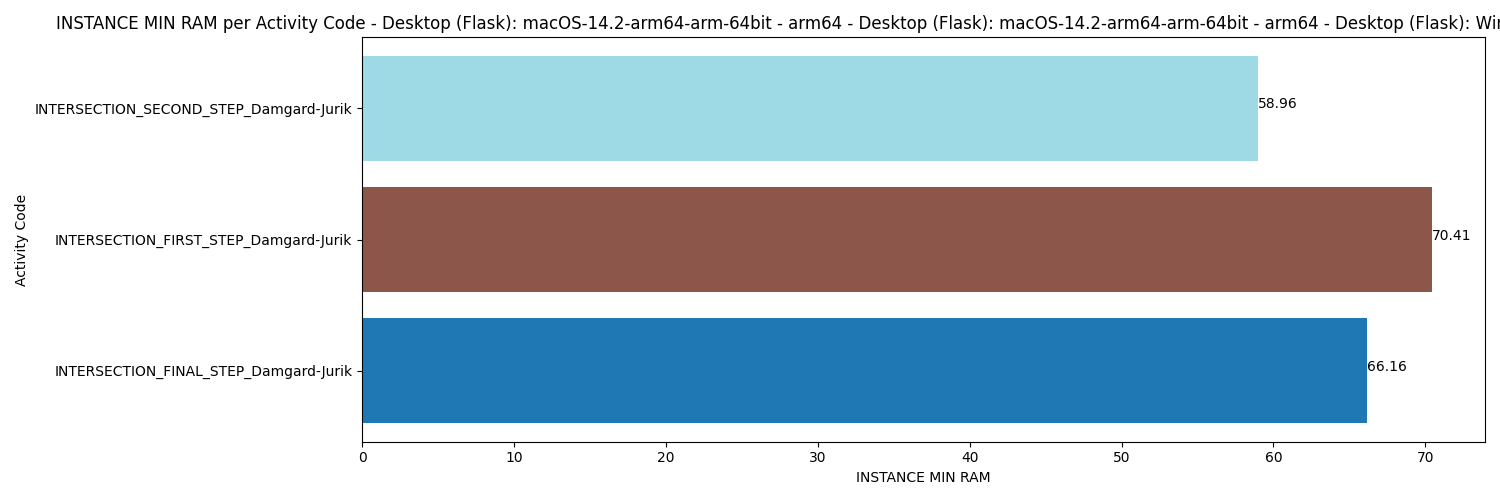 INSTANCE MIN RAM per Activity Code - Desktop (Flask): macOS-14.2-arm64-arm-64bit - arm64 - Desktop (Flask): macOS-14.2-arm64-arm-64bit - arm64 - Desktop (Flask):
INTERSECTION_SECOND_STEP_Damgard-Jurik
58.96
INTERSECTION_FIRST_STEP_Damgard-Jurik
70.41
INTERSECTION_FINAL_STEP_Damgard-Jurik
66.16
Activity Code
0 10 20 30 40 50 60 70
INSTANCE MIN RAM